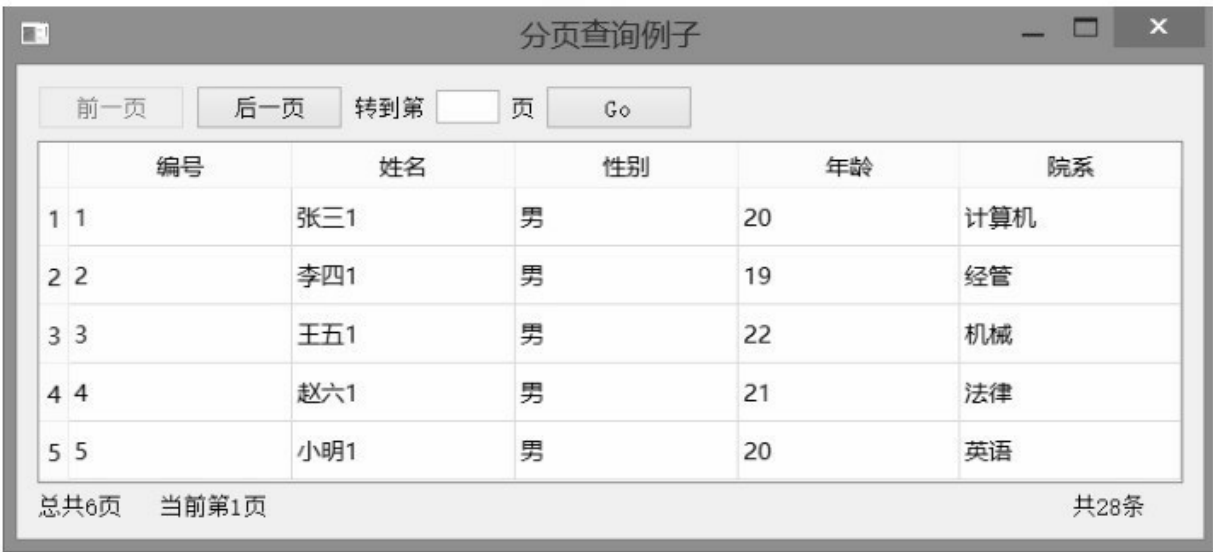 分页查询例子
前一页 后一页 转到第 页 Go
编号 姓名 性别 年龄 院系
1 1 张三1 男 20 计算机
2 2 李四1 男 19 经管
3 3 王五1 男 22 机械
4 4 赵六1 男 21 法律
5 5 小明1 男 20 英语
总共6页 当前第1页 共28条